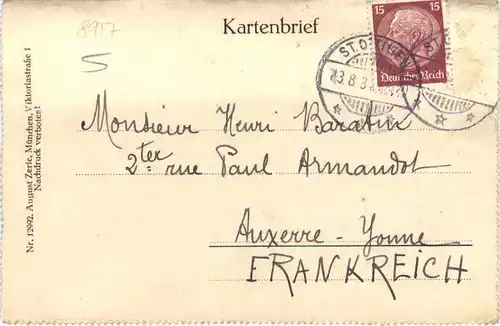 8917
5
Kartenbrief
15 15
Deutsches Reich
Monsieur Henri Baratin
2ter rue Paul Armandot
Auxerre-Yonne
FRANKREICH
Nr. 12992. August Zerle, München, Viktoriastraße 1
Nachdruck verboten!